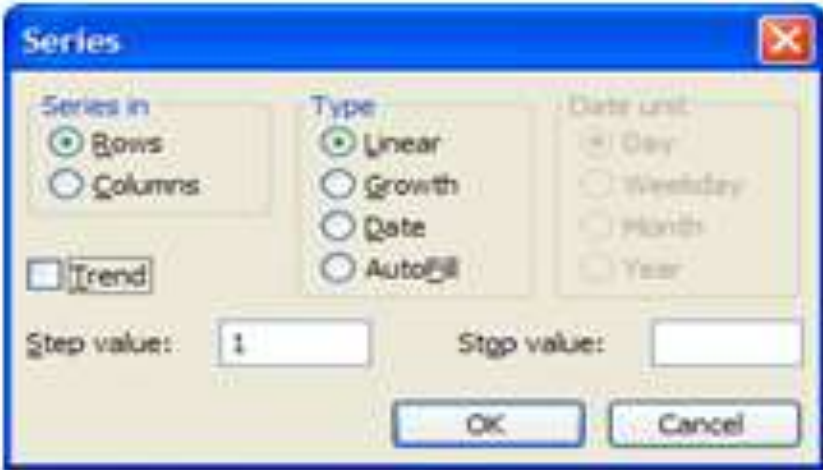 Series
Series in
Rows
Columns
Type
Linear
Growth
Date
AutoFill
Date unit
Day
Weekday
Month
Year
Trend
Step value: 1
Stop value:
OK
Cancel